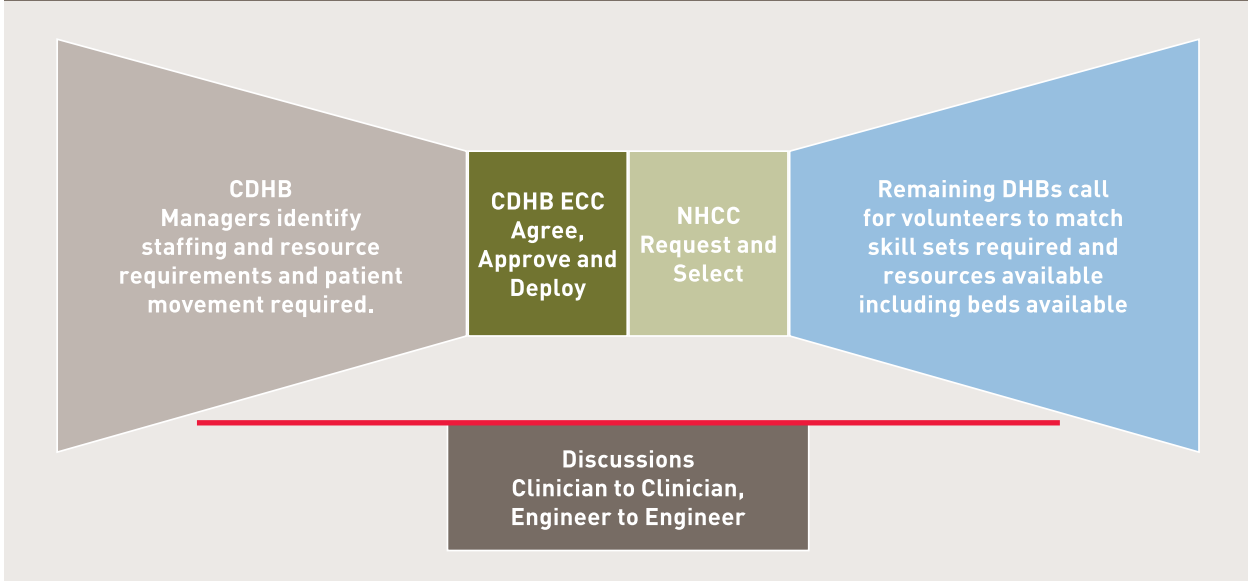 CDHB
Managers identify
staffing and resource
requirements and patient
movement required.
CDHB ECC
Agree,
Approve and
Deploy
NHCC
Request and
Select
Remaining DHBs call
for volunteers to match
skill sets required and
resources available
including beds available
Discussions
Clinician to Clinician,
Engineer to Engineer